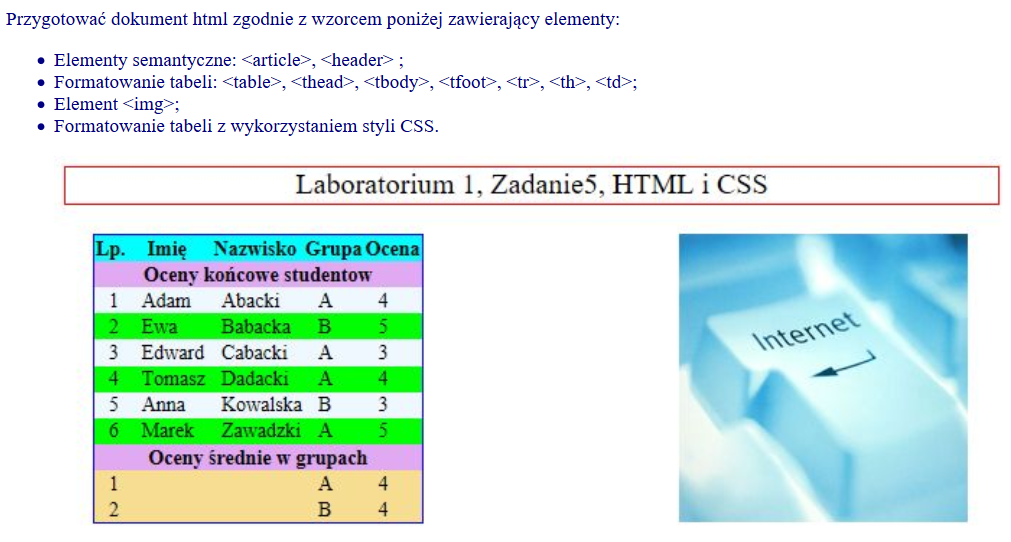 Przygotować dokument html zgodnie z wzorcem poniżej zawierający elementy:
• Elementy semantyczne: <article>, <header> ;
• Formatowanie tabeli: <table>, <thead>, <tbody>, <tfoot>, <tr>, <th>, <td>;
• Element <img>;
• Formatowanie tabeli z wykorzystaniem styli CSS.
Laboratorium 1, Zadanie5, HTML i CSS
Lp. Imię Nazwisko Grupa Ocena
Oceny końcowe studentow
1 Adam Abacki A 4
2 Ewa Babacka B 5
3 Edward Cabacki A 3
4 Tomasz Dadacki A 4
5 Anna Kowalska B 3
6 Marek Zawadzki A 5
Oceny średnie w grupach
1 A 4
2 B 4
Internet